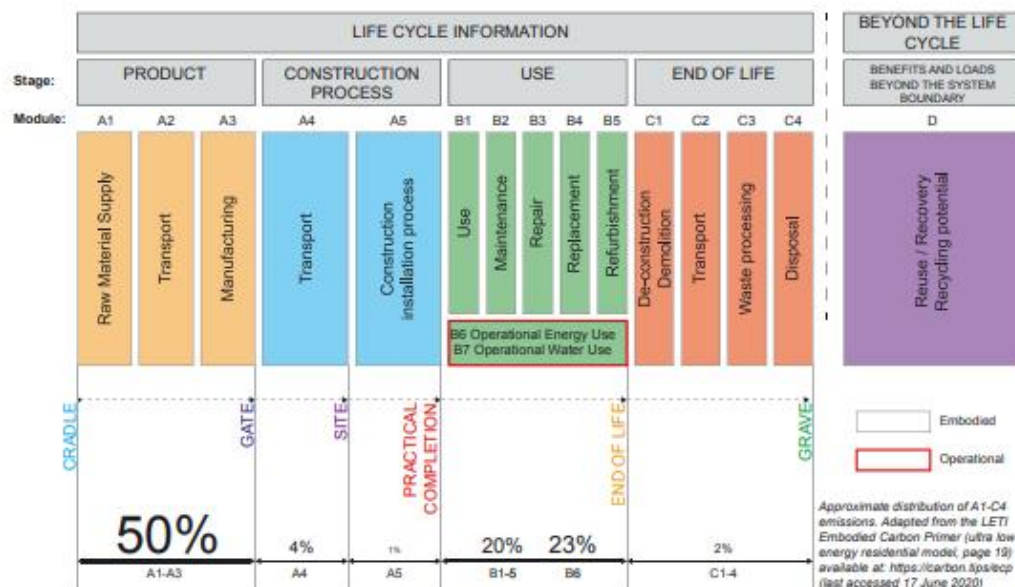 LIFE CYCLE INFORMATION
BEYOND THE LIFE
CYCLE
Stage:
PRODUCT
CONSTRUCTION
PROCESS
USE
END OF LIFE
BENEFITS AND LOADS
BEYOND THE SYSTEM
BOUNDARY
Module:
A1
A2
A3
A4
A5
B1
B2
B3
B4
B5
C1
C2
C3
C4
D
Raw Material Supply
Transport
Manufacturing
Transport
Construction
installation process
Use
Maintenance
Repair
Replacement
Refurbishment
De-construction
Demolition
Transport
Waste processing
Disposal
Reuse / Recovery
Recycling potential
B6 Operational Energy Use
B7 Operational Water Use
CRADLE
GATE
SITE
PRACTICAL
COMPLETION
END OF LIFE
GRAVE
Embodied
Operational
50%
4%
1%
20%
23%
2%
A1-A3
A4
A5
B1-5
B6
C1-4
Approximate distribution of A1-C4
emissions. Adapted from the LETI
Embodied Carbon Primer (ultra low
energy residential model, page 19)
available at: https://carbon.tips/ecp
(last accessed 17 June 2020)